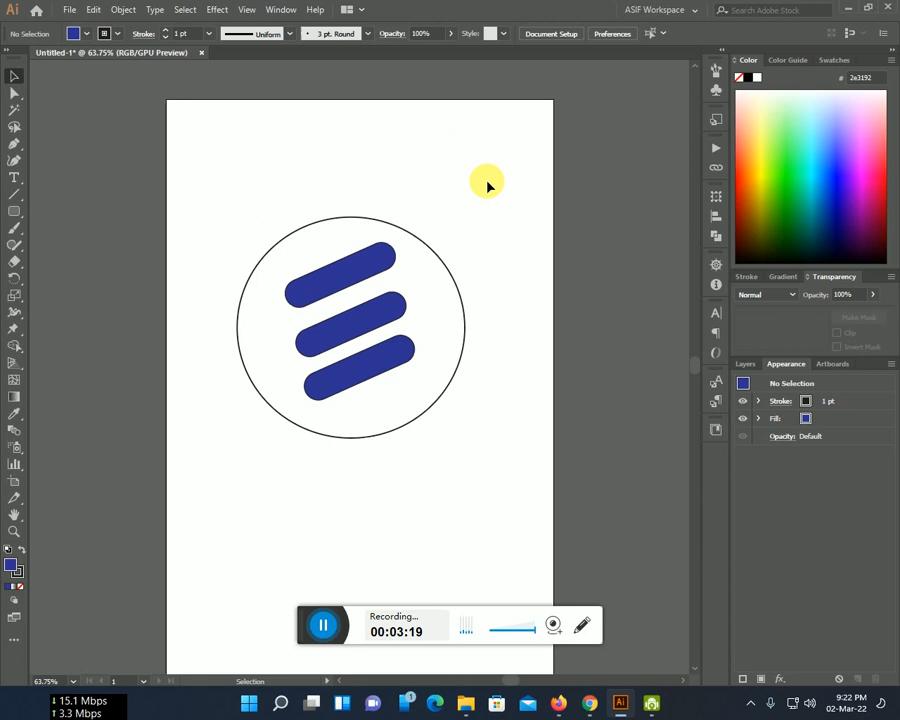 Ai File Edit Object Type Select Effect View Window Help ASIF Workspace Search Adobe Stock
No Selection Stroke: 1 pt Uniform 3 pt. Round Opacity: 100% Style: Document Setup Preferences
Untitled-1* @ 63.75% (RGB/GPU Preview) ×
Color Color Guide Swatches
# 2e3192
Stroke Gradient Transparency
Normal Opacity: 100%
Make Mask
Clip
Invert Mask
Layers Appearance Artboards
No Selection
Stroke: 1 pt
Fill:
Opacity: Default
fx
Recording...
00:03:19
63.75% 1 Selection
15.1 Mbps
3.3 Mbps
1
Ai
9:22 PM
02-Mar-22